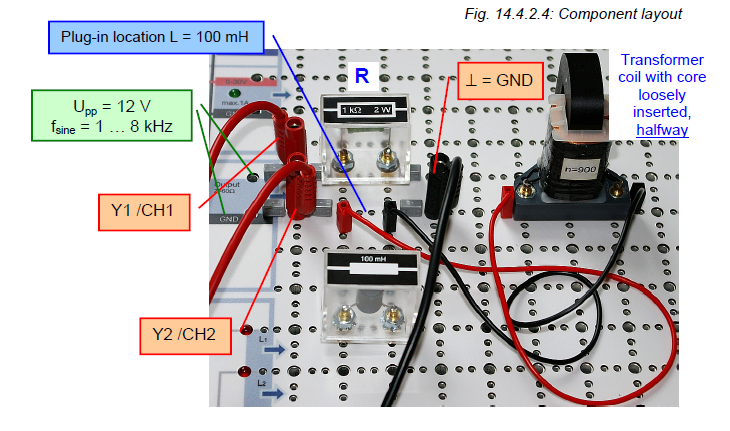 Fig. 14.4.2.4: Component layout
Plug-in location L = 100 mH
R
⊥ = GND
Transformer
coil with core
loosely
inserted,
halfway
Upp = 12 V
fsine = 1 … 8 kHz
max.1A
1 kΩ 2 W
n=900
Output
GND
Y1 /CH1
100 mH
Y2 /CH2
L1
L2